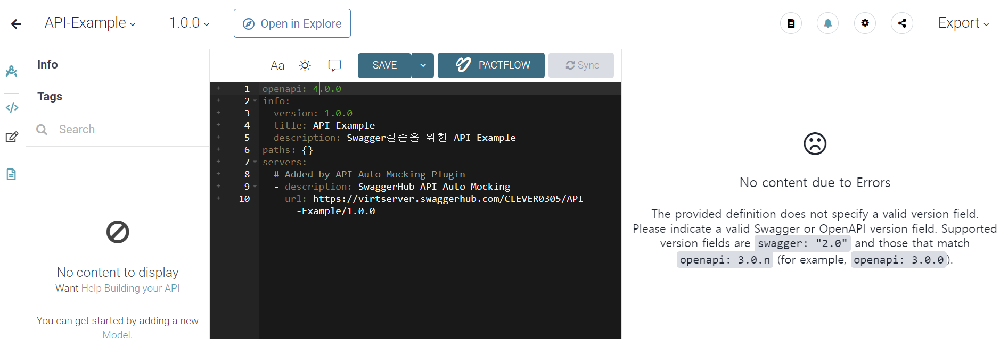 API-Example
1.0.0
Open in Explore
Export
Info
Tags
Search
No content to display
Want Help Building your API
You can get started by adding a new
Model.
Aa
SAVE
PACTFLOW
Sync
1 openapi: 4.0.0
2 info:
3 version: 1.0.0
4 title: API-Example
5 description: Swagger실습을 위한 API Example
6 paths: {}
7 servers:
8 # Added by API Auto Mocking Plugin
9 - description: SwaggerHub API Auto Mocking
10 url: https://virtserver.swaggerhub.com/CLEVER0305/API
-Example/1.0.0
No content due to Errors
The provided definition does not specify a valid version field.
Please indicate a valid Swagger or OpenAPI version field. Supported
version fields are swagger: "2.0" and those that match
openapi: 3.0.n (for example, openapi: 3.0.0).